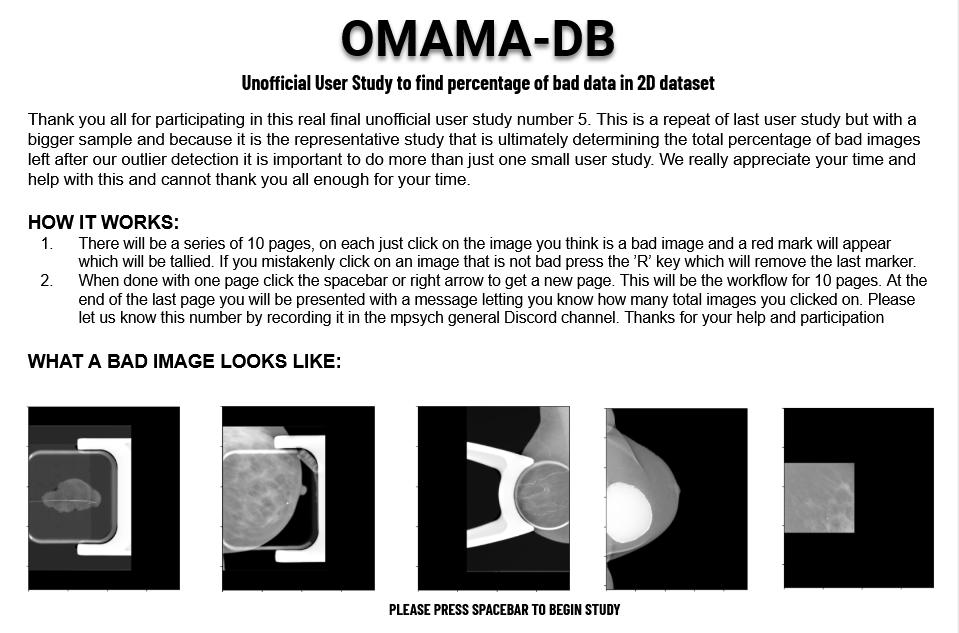 OMAMA-DB
Unofficial User Study to find percentage of bad data in 2D dataset
Thank you all for participating in this real final unofficial user study number 5. This is a repeat of last user study but with a
bigger sample and because it is the representative study that is ultimately determining the total percentage of bad images
left after our outlier detection it is important to do more than just one small user study. We really appreciate your time and
help with this and cannot thank you all enough for your time.
HOW IT WORKS:
1. There will be a series of 10 pages, on each just click on the image you think is a bad image and a red mark will appear
which will be tallied. If you mistakenly click on an image that is not bad press the ’R’ key which will remove the last marker.
2. When done with one page click the spacebar or right arrow to get a new page. This will be the workflow for 10 pages. At the
end of the last page you will be presented with a message letting you know how many total images you clicked on. Please
let us know this number by recording it in the mpsych general Discord channel. Thanks for your help and participation
WHAT A BAD IMAGE LOOKS LIKE:
PLEASE PRESS SPACEBAR TO BEGIN STUDY